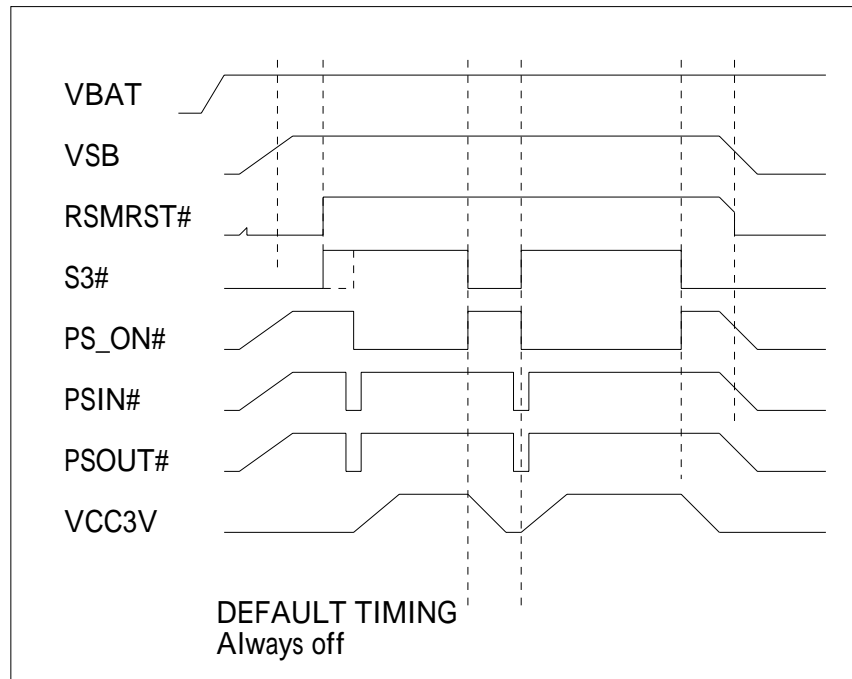 VBAT
VSB
RSMRST#
S3#
PS_ON#
PSIN#
PSOUT#
VCC3V
DEFAULT TIMING
Always off